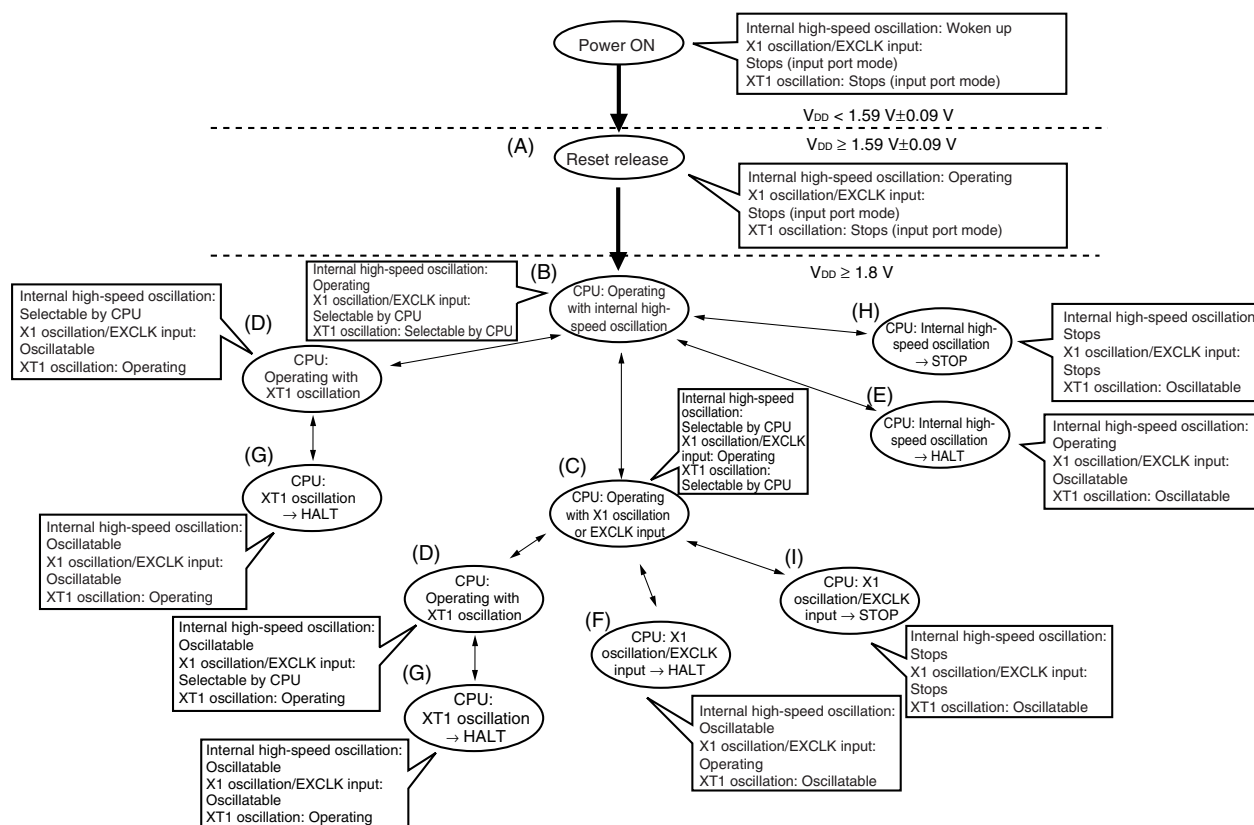 Power ON
Internal high-speed oscillation: Woken up
X1 oscillation/EXCLK input:
Stops (input port mode)
XT1 oscillation: Stops (input port mode)
VDD < 1.59 V±0.09 V
VDD ≥ 1.59 V±0.09 V
(A)
Reset release
Internal high-speed oscillation: Operating
X1 oscillation/EXCLK input:
Stops (input port mode)
XT1 oscillation: Stops (input port mode)
VDD ≥ 1.8 V
(B)
CPU: Operating
with internal high-
speed oscillation
Internal high-speed oscillation:
Operating
X1 oscillation/EXCLK input:
Selectable by CPU
XT1 oscillation: Selectable by CPU
Internal high-speed oscillation:
Selectable by CPU
X1 oscillation/EXCLK input:
Oscillatable
XT1 oscillation: Operating
(D)
CPU:
Operating with
XT1 oscillation
(H)
CPU: Internal high-
speed oscillation
→ STOP
Internal high-speed oscillation:
Stops
X1 oscillation/EXCLK input:
Stops
XT1 oscillation: Oscillatable
(E)
CPU: Internal high-
speed oscillation
→ HALT
Internal high-speed oscillation:
Operating
X1 oscillation/EXCLK input:
Oscillatable
XT1 oscillation: Oscillatable
Internal high-speed
oscillation:
Selectable by CPU
X1 oscillation/EXCLK
input: Operating
XT1 oscillation:
Selectable by CPU
(C)
CPU: Operating
with X1 oscillation
or EXCLK input
(G)
CPU:
XT1 oscillation
→ HALT
Internal high-speed oscillation:
Oscillatable
X1 oscillation/EXCLK input:
Oscillatable
XT1 oscillation: Operating
(D)
CPU:
Operating with
XT1 oscillation
Internal high-speed oscillation:
Oscillatable
X1 oscillation/EXCLK input:
Selectable by CPU
XT1 oscillation: Operating
(I)
CPU: X1
oscillation/EXCLK
input → STOP
Internal high-speed oscillation:
Stops
X1 oscillation/EXCLK input:
Stops
XT1 oscillation: Oscillatable
(F)
CPU: X1
oscillation/EXCLK
input → HALT
Internal high-speed oscillation:
Oscillatable
X1 oscillation/EXCLK input:
Operating
XT1 oscillation: Oscillatable
(G)
CPU:
XT1 oscillation
→ HALT
Internal high-speed oscillation:
Oscillatable
X1 oscillation/EXCLK input:
Oscillatable
XT1 oscillation: Operating